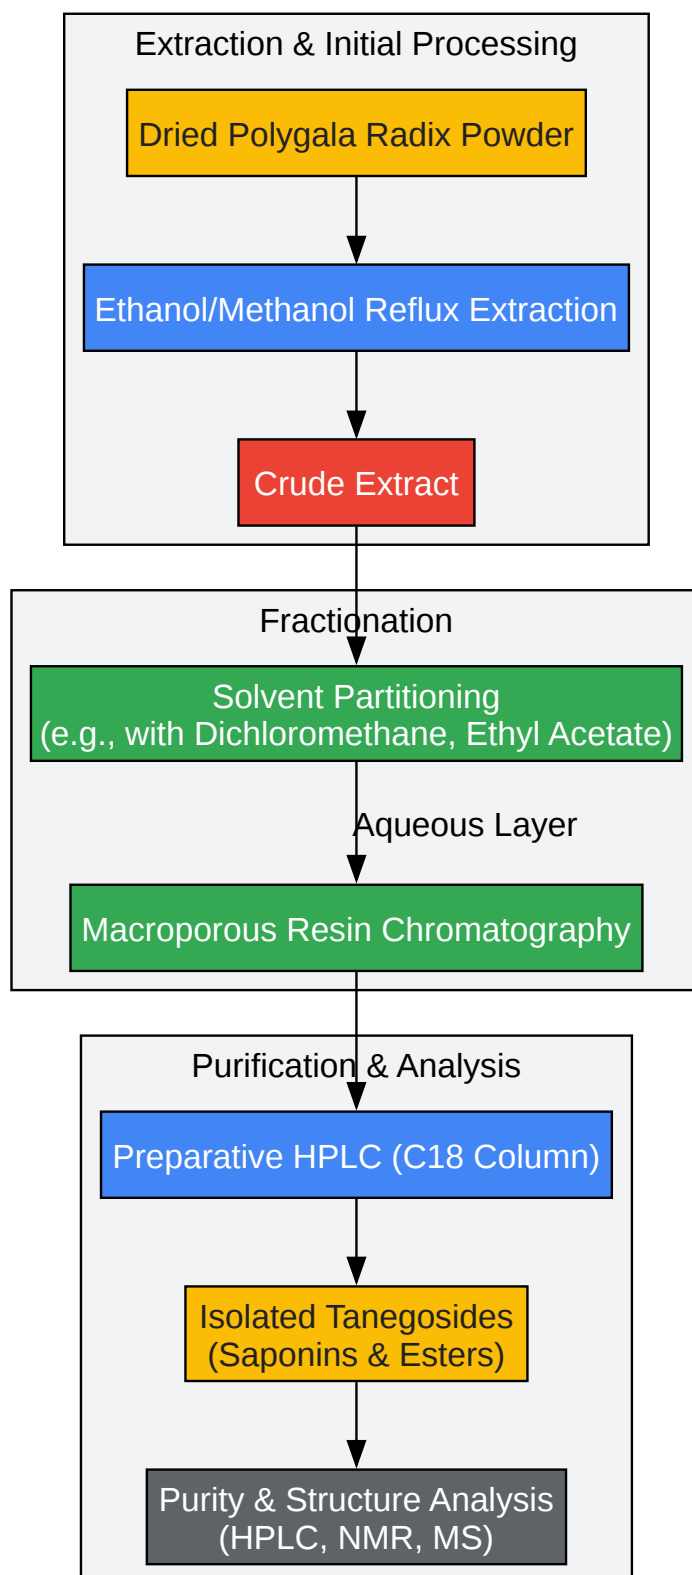 Extraction & Initial Processing
Dried Polygala Radix Powder
Ethanol/Methanol Reflux Extraction
Crude Extract
Fractionation
Solvent Partitioning
(e.g., with Dichloromethane, Ethyl Acetate)
Aqueous Layer
Macroporous Resin Chromatography
Purification & Analysis
Preparative HPLC (C18 Column)
Isolated Tanegosides
(Saponins & Esters)
Purity & Structure Analysis
(HPLC, NMR, MS)